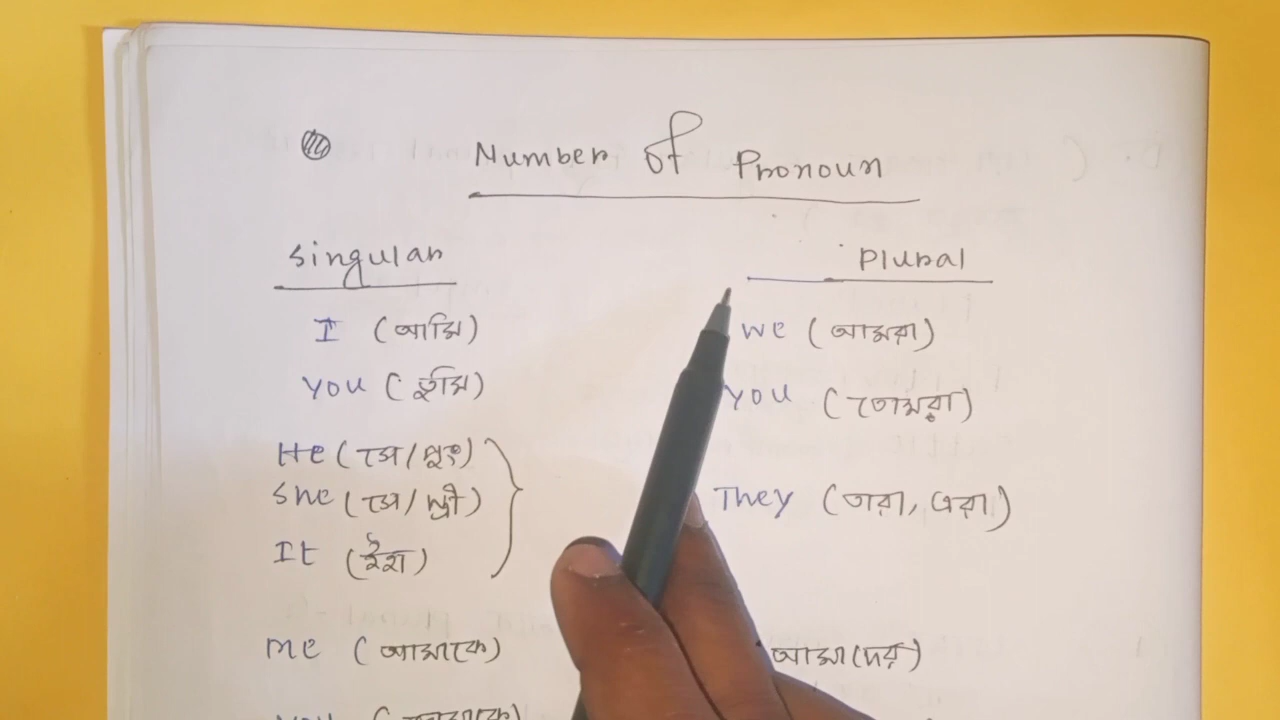 Number of Pronoun
Singular Plural
I (আমি) We (আমরা)
You (তুমি) You (তোমরা)
He (সে/পুং)
She (সে/স্ত্রী) They (তারা, এরা)
It (ইহা)
me (আমাকে) আমাদের)